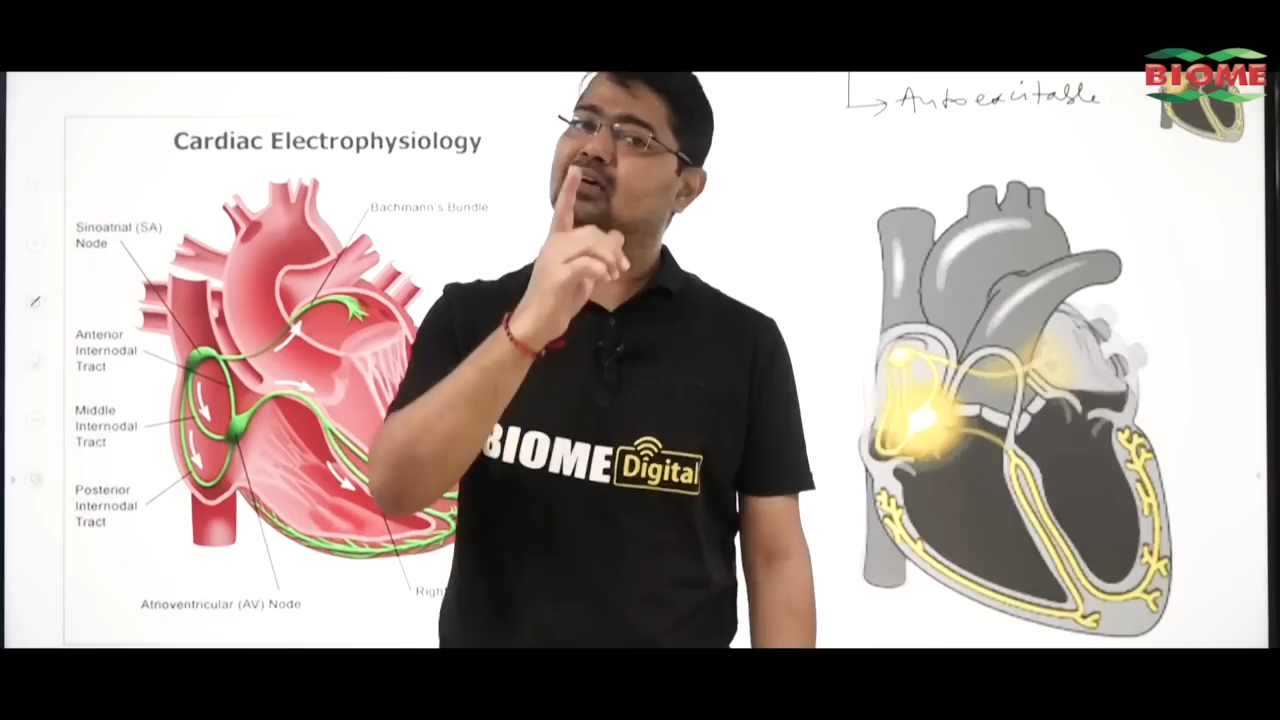 Autoexcitable
BIOME
Cardiac Electrophysiology
Bachmann's Bundle
Sinoatrial (SA)
Node
Anterior
Internodal
Tract
Middle
Internodal
Tract
Posterior
Internodal
Tract
Atrioventricular (AV) Node
Right
BIOME Digital